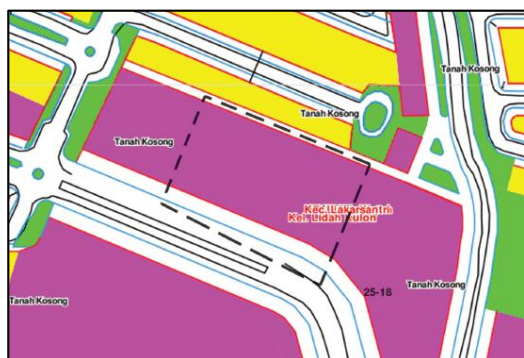 Tanah Kosong
Tanah Kosong
Tanah Kosong
Kec. Lakarsantri
Kel. Lidah Kulon
25-18
Tanah Kosong
Tanah Kosong